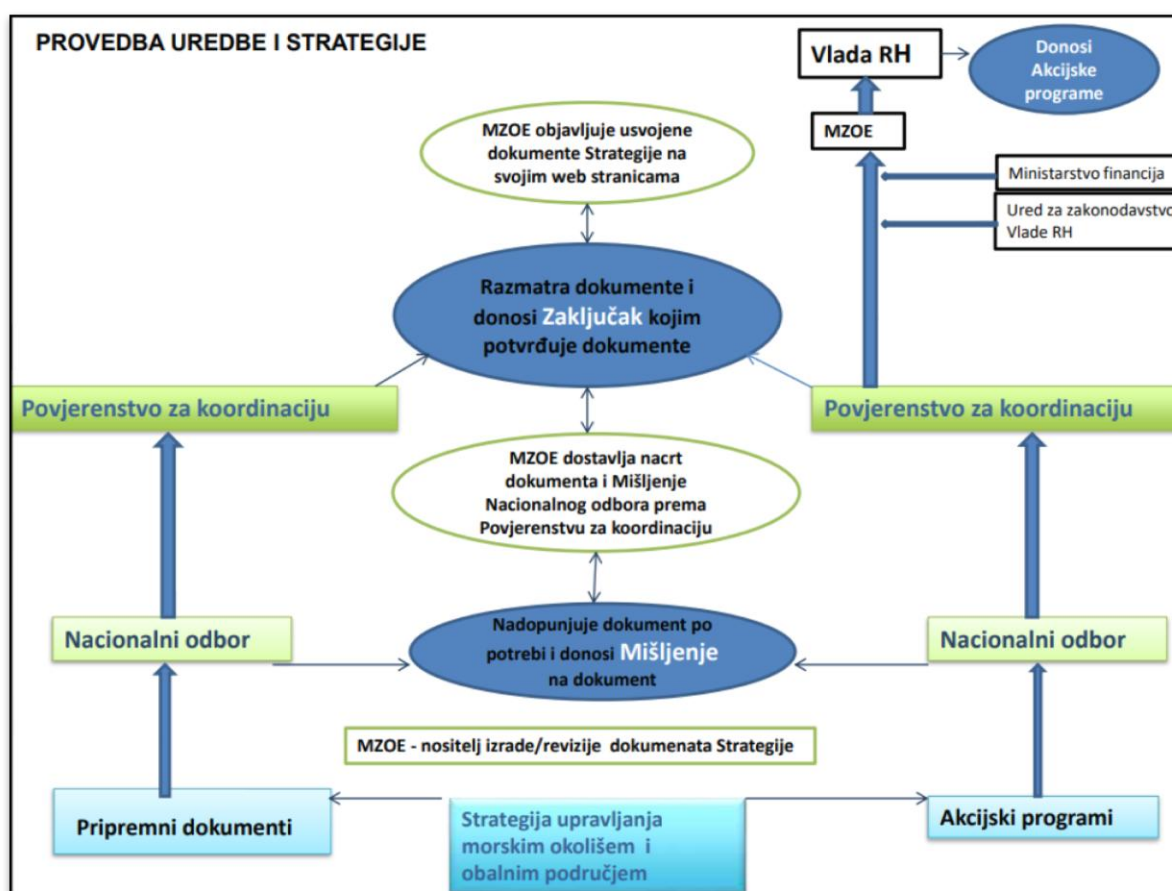 PROVEDBA UREDBE I STRATEGIJE
Vlada RH
Donosi
Akcijske
programe
MZOE
MZOE objavljuje usvojene
dokumente Strategije na
svojim web stranicama
Ministarstvo financija
Ured za zakonodavstvo
Vlade RH
Razmatra dokumente i
donosi Zaključak kojim
potvrđuje dokumente
Povjerenstvo za koordinaciju
Povjerenstvo za koordinaciju
MZOE dostavlja nacrt
dokumenta i Mišljenje
Nacionalnog odbora prema
Povjerenstvu za koordinaciju
Nacionalni odbor
Nadopunjuje dokument po
potrebi i donosi Mišljenje
na dokument
Nacionalni odbor
MZOE - nositelj izrade/revizije dokumenata Strategije
Pripremni dokumenti
Strategija upravljanja
morskim okolišem i
obalnim područjem
Akcijski programi